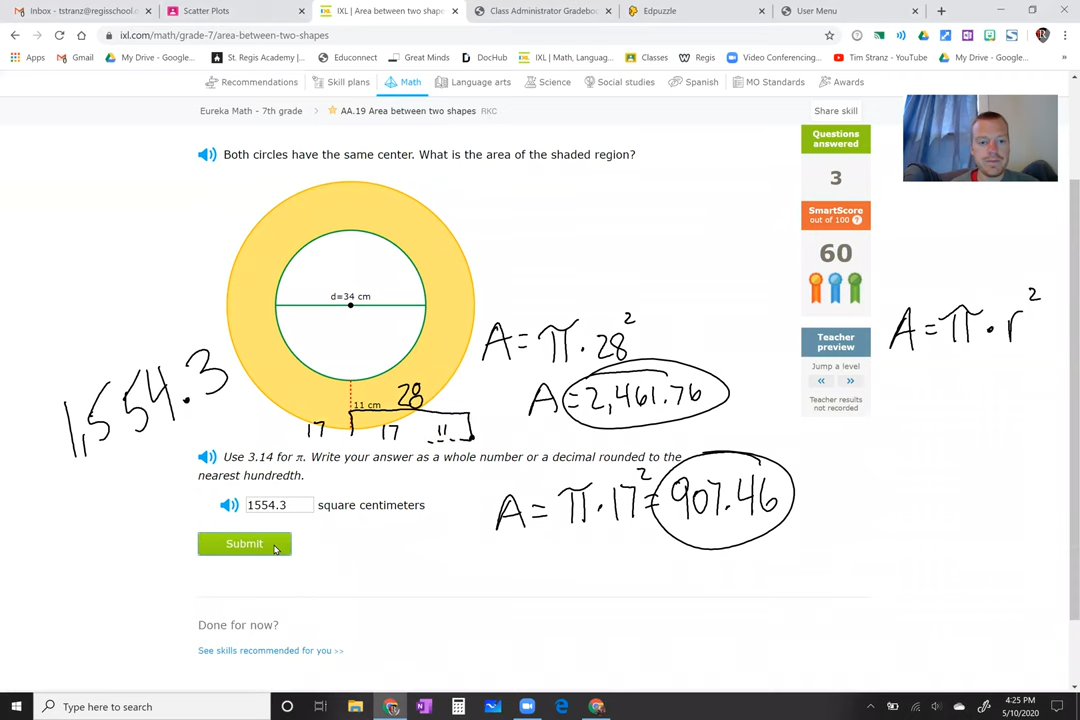 Inbox - tstranz@regisschool.c
Scatter Plots
IXL | Area between two shape
Class Administrator Gradeboo
Edpuzzle
User Menu
ixl.com/math/grade-7/area-between-two-shapes
Apps
Gmail
My Drive - Google...
St. Regis Academy |...
Educonnect
Great Minds
DocHub
IXL | Math, Languag...
Classes
Regis
Video Conferencing...
Tim Stranz - YouTube
My Drive - Google...
Recommendations
Skill plans
Math
Language arts
Science
Social studies
Spanish
MO Standards
Awards
Eureka Math - 7th grade > AA.19 Area between two shapes RKC
Share skill
Both circles have the same center. What is the area of the shaded region?
Questions
answered
3
SmartScore
out of 100 ?
60
Teacher
preview
Jump a level
Teacher results
not recorded
d=34 cm
11 cm
28
17
17
11
1,554.3
A = π · 28²
A = 2,461.76
A = π · 17² = 907.46
A = π · r²
Use 3.14 for π. Write your answer as a whole number or a decimal rounded to the
nearest hundredth.
1554.3 square centimeters
Submit
Done for now?
See skills recommended for you >>
Type here to search
4:25 PM
5/10/2020